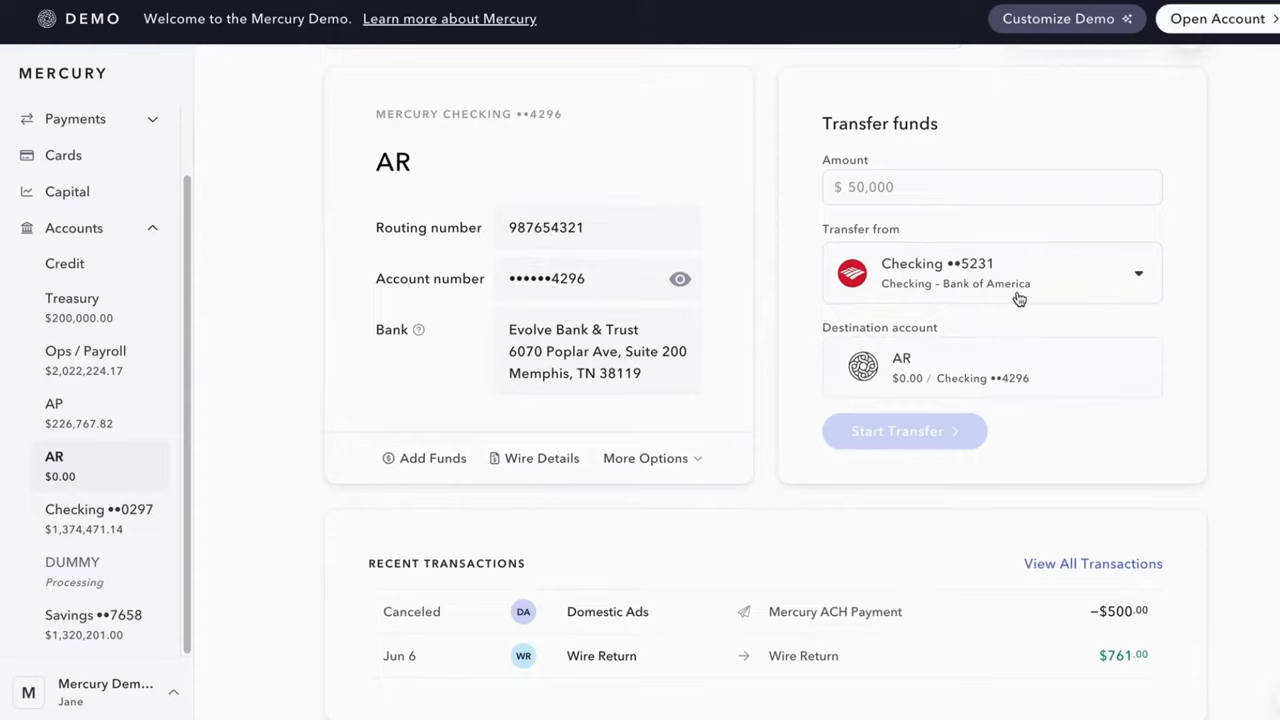 DEMO
Welcome to the Mercury Demo. Learn more about Mercury
Customize Demo
Open Account
MERCURY
Payments
Cards
Capital
Accounts
Credit
Treasury
$200,000.00
Ops / Payroll
$2,022,224.17
AP
$226,767.82
AR
$0.00
Checking ••0297
$1,374,471.14
DUMMY
Processing
Savings ••7658
$1,320,201.00
M
Mercury Dem...
Jane
MERCURY CHECKING ••4296
AR
Routing number 987654321
Account number ••••••4296
Bank Evolve Bank & Trust
6070 Poplar Ave, Suite 200
Memphis, TN 38119
Add Funds Wire Details More Options
Transfer funds
Amount
$ 50,000
Transfer from
Checking ••5231
Checking - Bank of America
Destination account
AR
$0.00 / Checking ••4296
Start Transfer
RECENT TRANSACTIONS View All Transactions
Canceled DA Domestic Ads Mercury ACH Payment −$500.00
Jun 6 WR Wire Return Wire Return $761.00